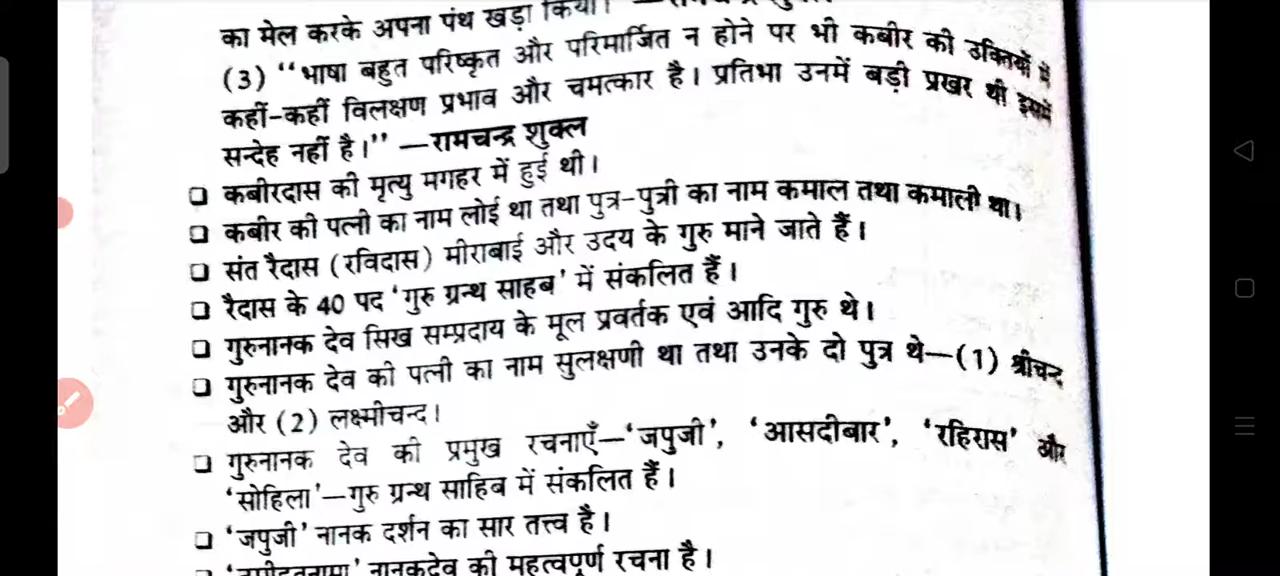 का मेल करके अपना पंथ खड़ा किया।
(3) “भाषा बहुत परिष्कृत और परिमार्जित न होने पर भी कबीर की उक्तियों में
कहीं-कहीं विलक्षण प्रभाव और चमत्कार है। प्रतिभा उनमें बड़ी प्रखर थी इसमें
सन्देह नहीं है।” —रामचन्द्र शुक्ल
❑ कबीरदास की मृत्यु मगहर में हुई थी।
❑ कबीर की पत्नी का नाम लोई था तथा पुत्र-पुत्री का नाम कमाल तथा कमाली था।
❑ संत रैदास (रविदास) मीराबाई और उदय के गुरु माने जाते हैं।
❑ रैदास के 40 पद ‘गुरु ग्रन्थ साहब’ में संकलित हैं।
❑ गुरुनानक देव सिख सम्प्रदाय के मूल प्रवर्तक एवं आदि गुरु थे।
❑ गुरुनानक देव की पत्नी का नाम सुलक्षणी था तथा उनके दो पुत्र थे—(1) श्रीचन्द
और (2) लक्ष्मीचन्द।
❑ गुरुनानक देव की प्रमुख रचनाएँ—‘जपुजी’, ‘आसदीबार’, ‘रहिरास’ और
‘सोहिला’—गुरु ग्रन्थ साहिब में संकलित हैं।
❑ ‘जपुजी’ नानक दर्शन का सार तत्त्व है।
नानकदेव की महत्वपूर्ण रचना है।